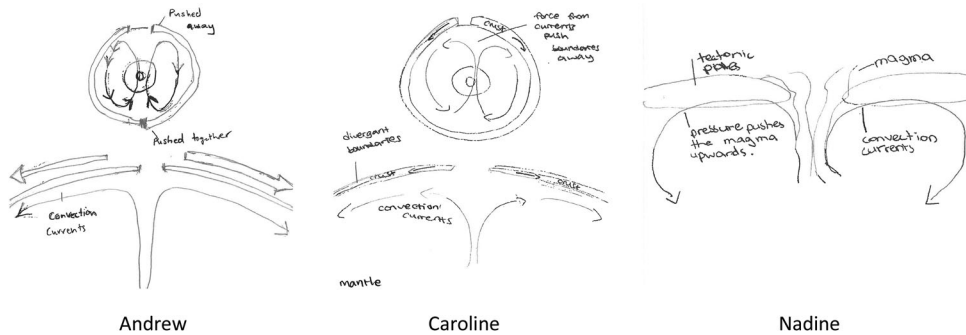 Pushed
away
Pushed together
Convection
Currents
Andrew
crust
force from
currents
push
boundaries
away
divergant
boundaries
crust
crust
convection
currents
mantle
Caroline
tectonic
plates
magma
pressure pushes
the magma
upwards.
convection
currents
Nadine